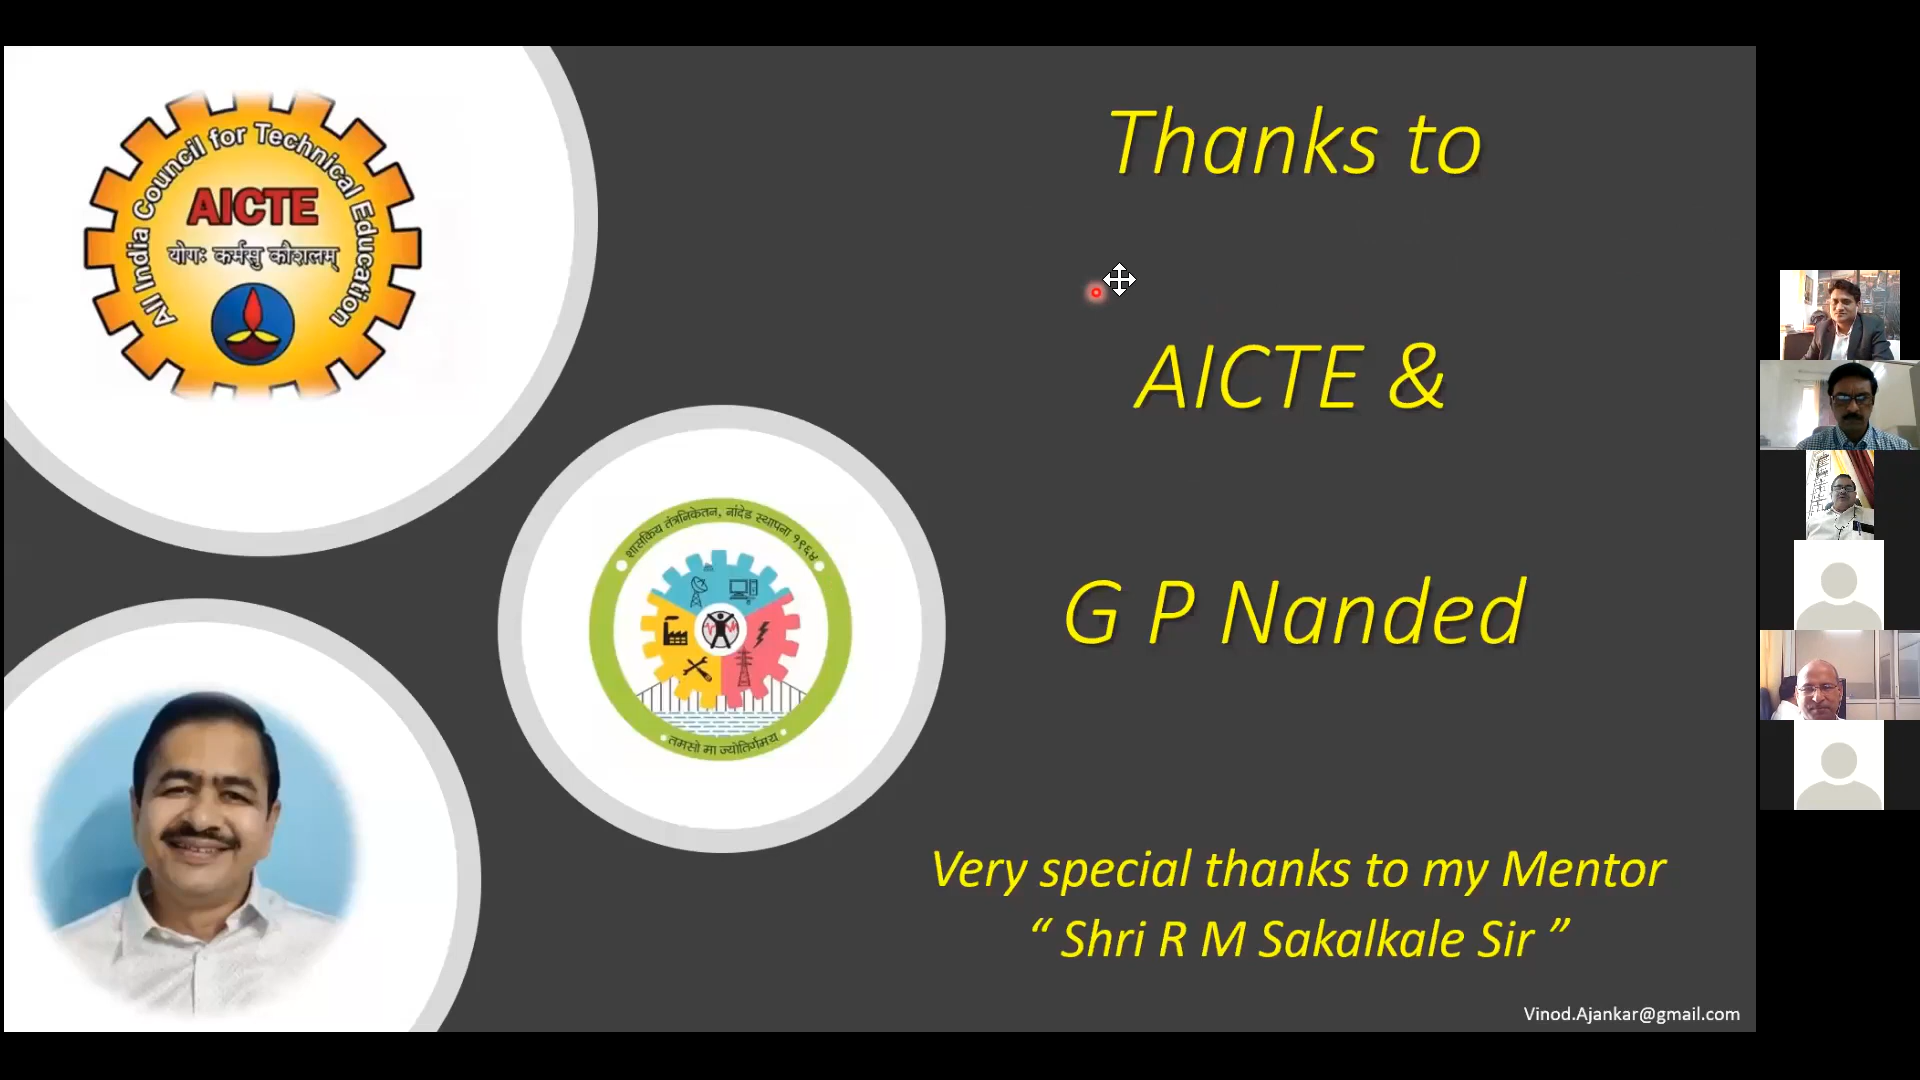 All India Council for Technical Education
AICTE
योगः कर्मसु कौशलम्
Thanks to
AICTE &
G P Nanded
शासकिय तंत्रनिकेतन, नांदेड स्थापना १९६४
तमसो मा ज्योतिर्गमय
Very special thanks to my Mentor
“ Shri R M Sakalkale Sir ”
Vinod.Ajankar@gmail.com